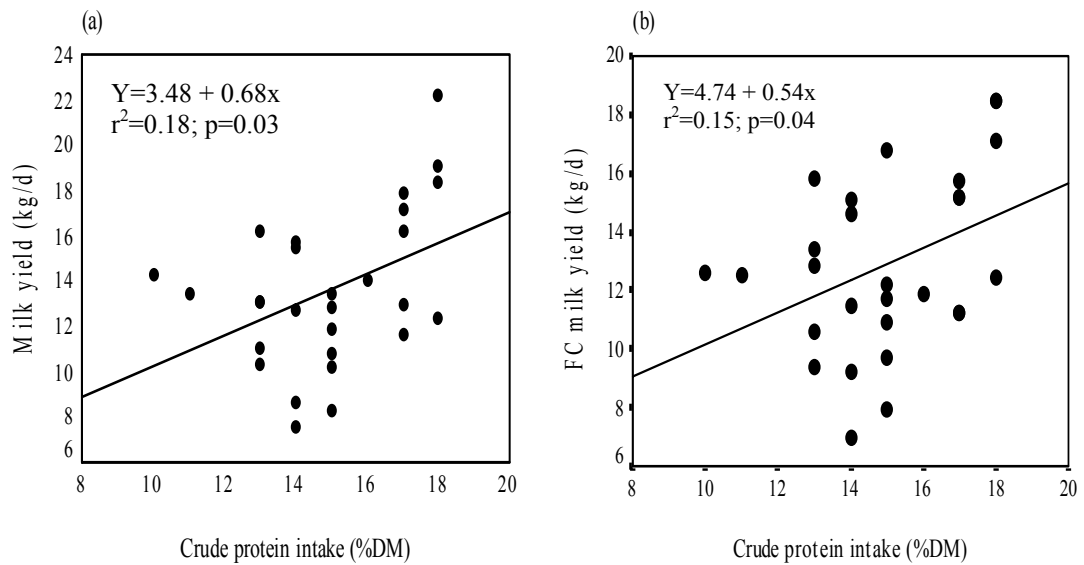 (a)
Y=3.48 + 0.68x
r²=0.18; p=0.03
Milk yield (kg/d)
24
22
20
18
16
14
12
10
8
6
8 10 12 14 16 18 20
Crude protein intake (%DM)
(b)
Y=4.74 + 0.54x
r²=0.15; p=0.04
FC milk yield (kg/d)
20
18
16
14
12
10
8
6
8 10 12 14 16 18 20
Crude protein intake (%DM)